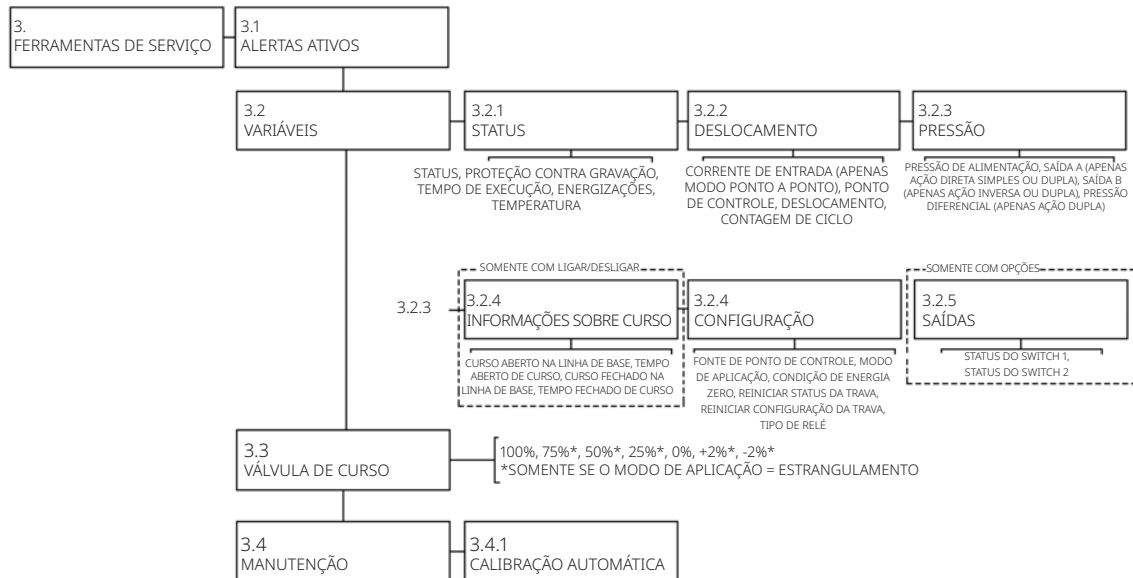 3.
FERRAMENTAS DE SERVIÇO
3.1
ALERTAS ATIVOS
3.2
VARIÁVEIS
3.2.1
STATUS
STATUS, PROTEÇÃO CONTRA GRAVAÇÃO,
TEMPO DE EXECUÇÃO, ENERGIZAÇÕES,
TEMPERATURA
3.2.2
DESLOCAMENTO
CORRENTE DE ENTRADA (APENAS
MODO PONTO A PONTO), PONTO
DE CONTROLE, DESLOCAMENTO,
CONTAGEM DE CICLO
3.2.3
PRESSÃO
PRESSÃO DE ALIMENTAÇÃO, SAÍDA A (APENAS
AÇÃO DIRETA SIMPLES OU DUPLA), SAÍDA B
(APENAS AÇÃO INVERSA OU DUPLA), PRESSÃO
DIFERENCIAL (APENAS AÇÃO DUPLA)
3.2.3
SOMENTE COM LIGAR/DESLIGAR
3.2.4
INFORMAÇÕES SOBRE CURSO
CURSO ABERTO NA LINHA DE BASE, TEMPO
ABERTO DE CURSO, CURSO FECHADO NA
LINHA DE BASE, TEMPO FECHADO DE CURSO
3.2.4
CONFIGURAÇÃO
FONTE DE PONTO DE CONTROLE, MODO
DE APLICAÇÃO, CONDIÇÃO DE ENERGIA
ZERO, REINICIAR STATUS DA TRAVA,
REINICIAR CONFIGURAÇÃO DA TRAVA,
TIPO DE RELÉ
SOMENTE COM OPÇÕES
3.2.5
SAÍDAS
STATUS DO SWITCH 1,
STATUS DO SWITCH 2
3.3
VÁLVULA DE CURSO
100%, 75%*, 50%*, 25%*, 0%, +2%*, -2%*
*SOMENTE SE O MODO DE APLICAÇÃO = ESTRANGULAMENTO
3.4
MANUTENÇÃO
3.4.1
CALIBRAÇÃO AUTOMÁTICA